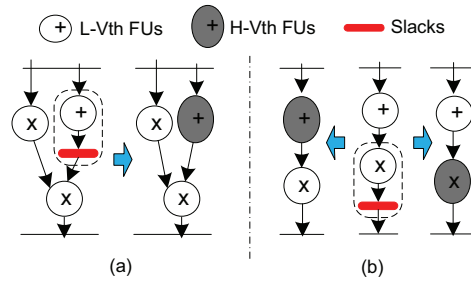 + L-Vth FUs + H-Vth FUs Slacks
x + x + + + +
x x x
x x
(a) (b)